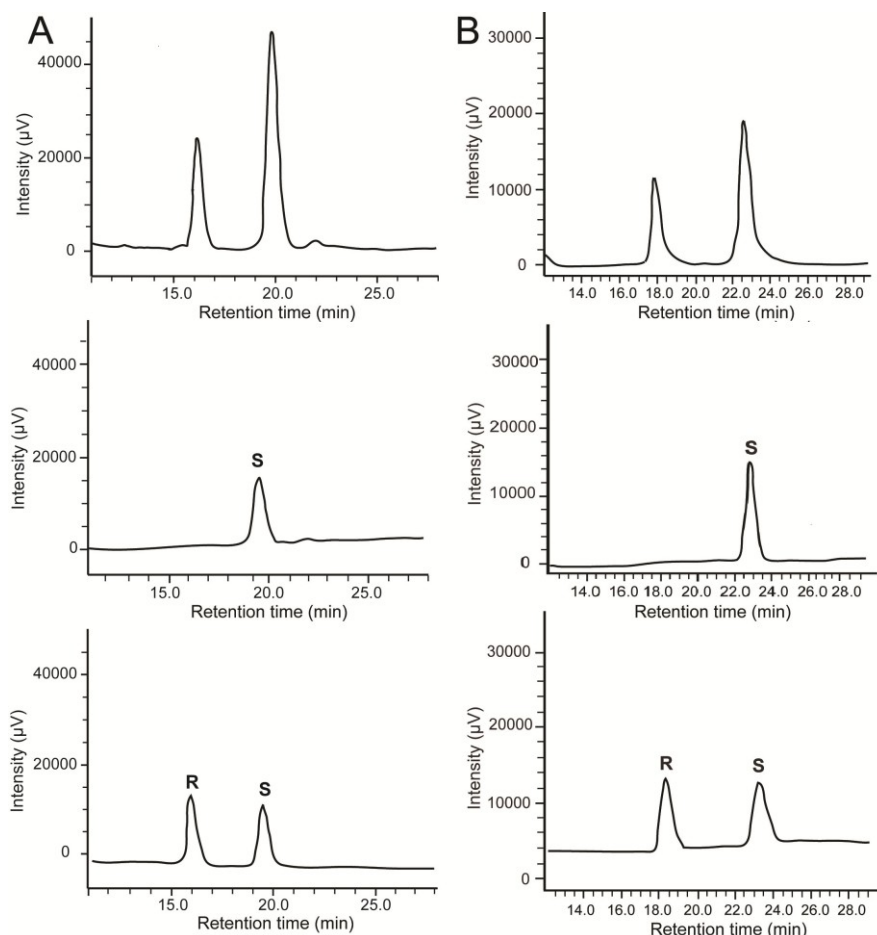 A
Intensity (µV)
40000
20000
0
15.0 20.0 25.0
Retention time (min)
B
Intensity (µV)
30000
20000
10000
0
14.0 16.0 18.0 20.0 22.0 24.0 26.0 28.0
Retention time (min)
Intensity (µV)
40000
20000
0
S
15.0 20.0 25.0
Retention time (min)
Intensity (µV)
30000
20000
10000
0
S
14.0 16.0 18.0 20.0 22.0 24.0 26.0 28.0
Retention time (min)
Intensity (µV)
40000
20000
0
R S
15.0 20.0 25.0
Retention time (min)
Intensity (µV)
30000
20000
10000
0
R S
14.0 16.0 18.0 20.0 22.0 24.0 26.0 28.0
Retention time (min)